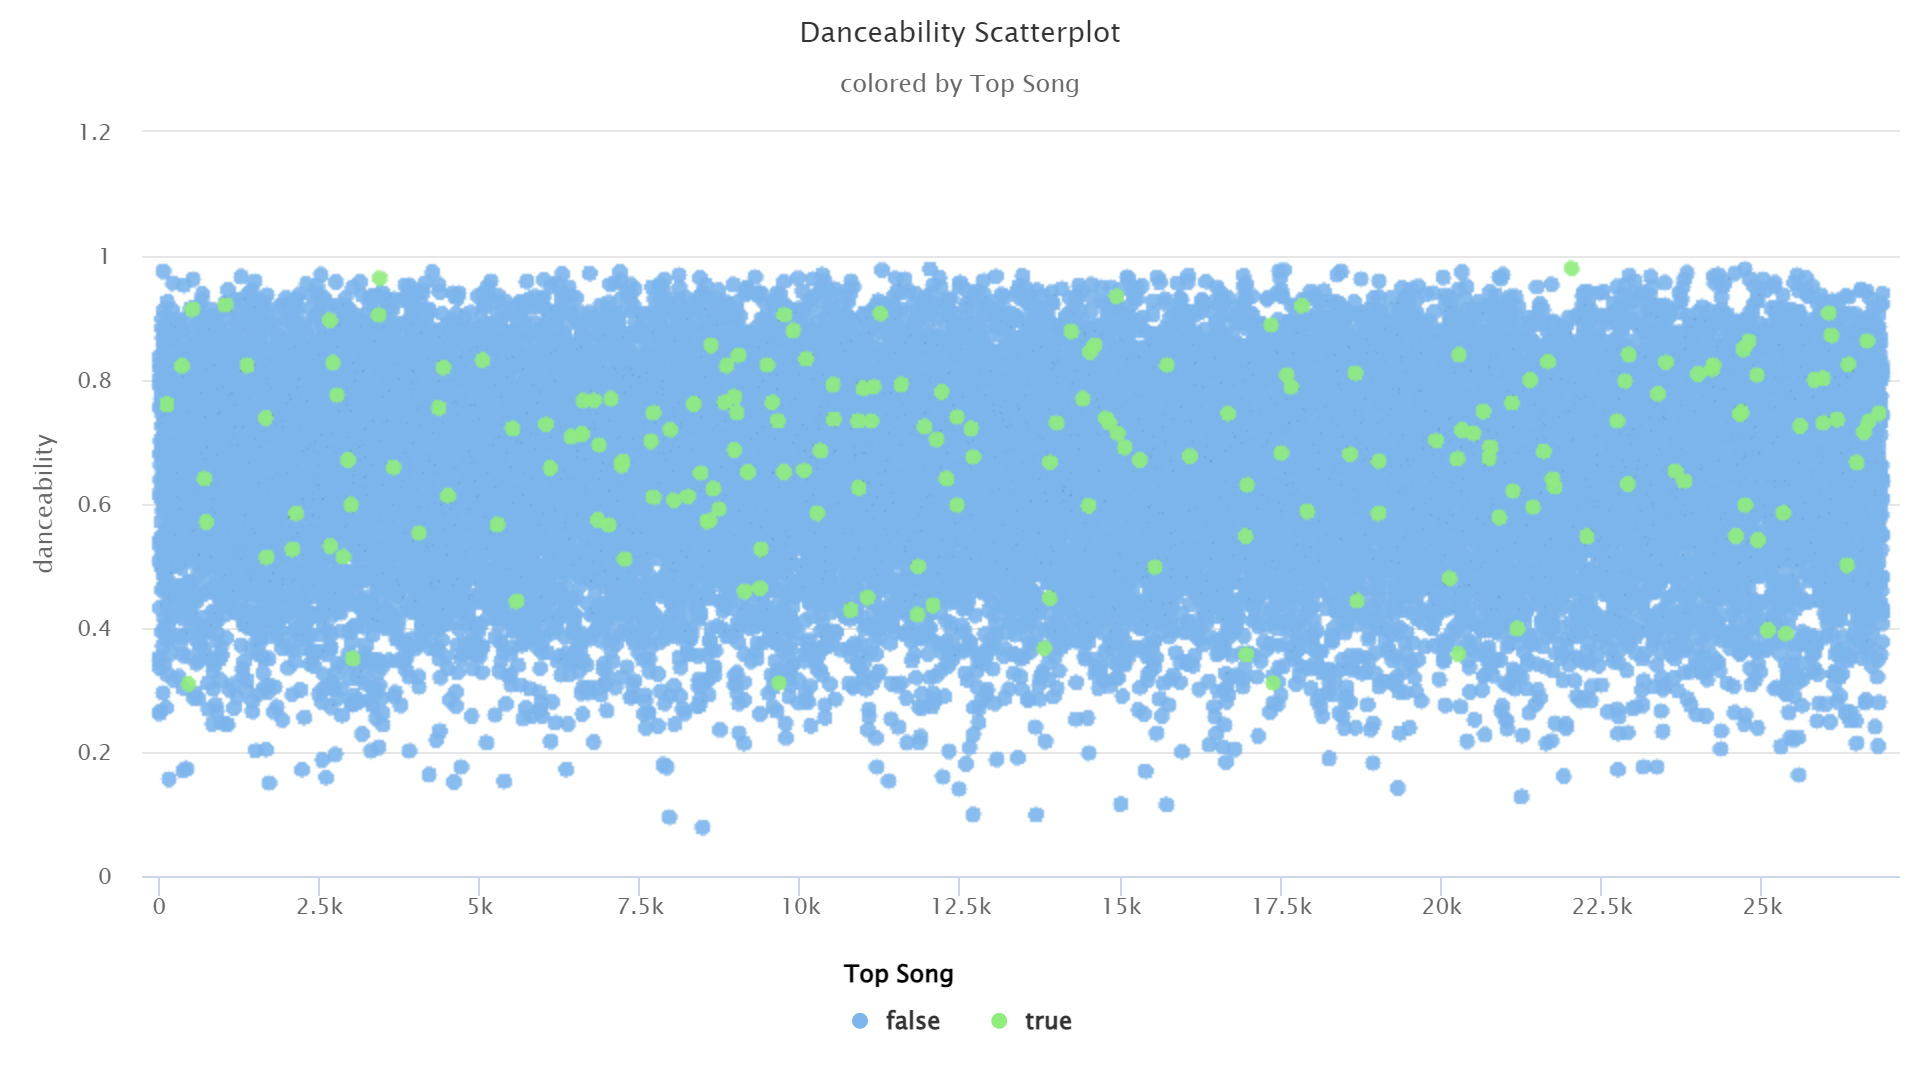 Danceability Scatterplot
colored by Top Song
1.2
1
0.8
0.6
0.4
0.2
0
danceability
0 2.5k 5k 7.5k 10k 12.5k 15k 17.5k 20k 22.5k 25k
Top Song
false true